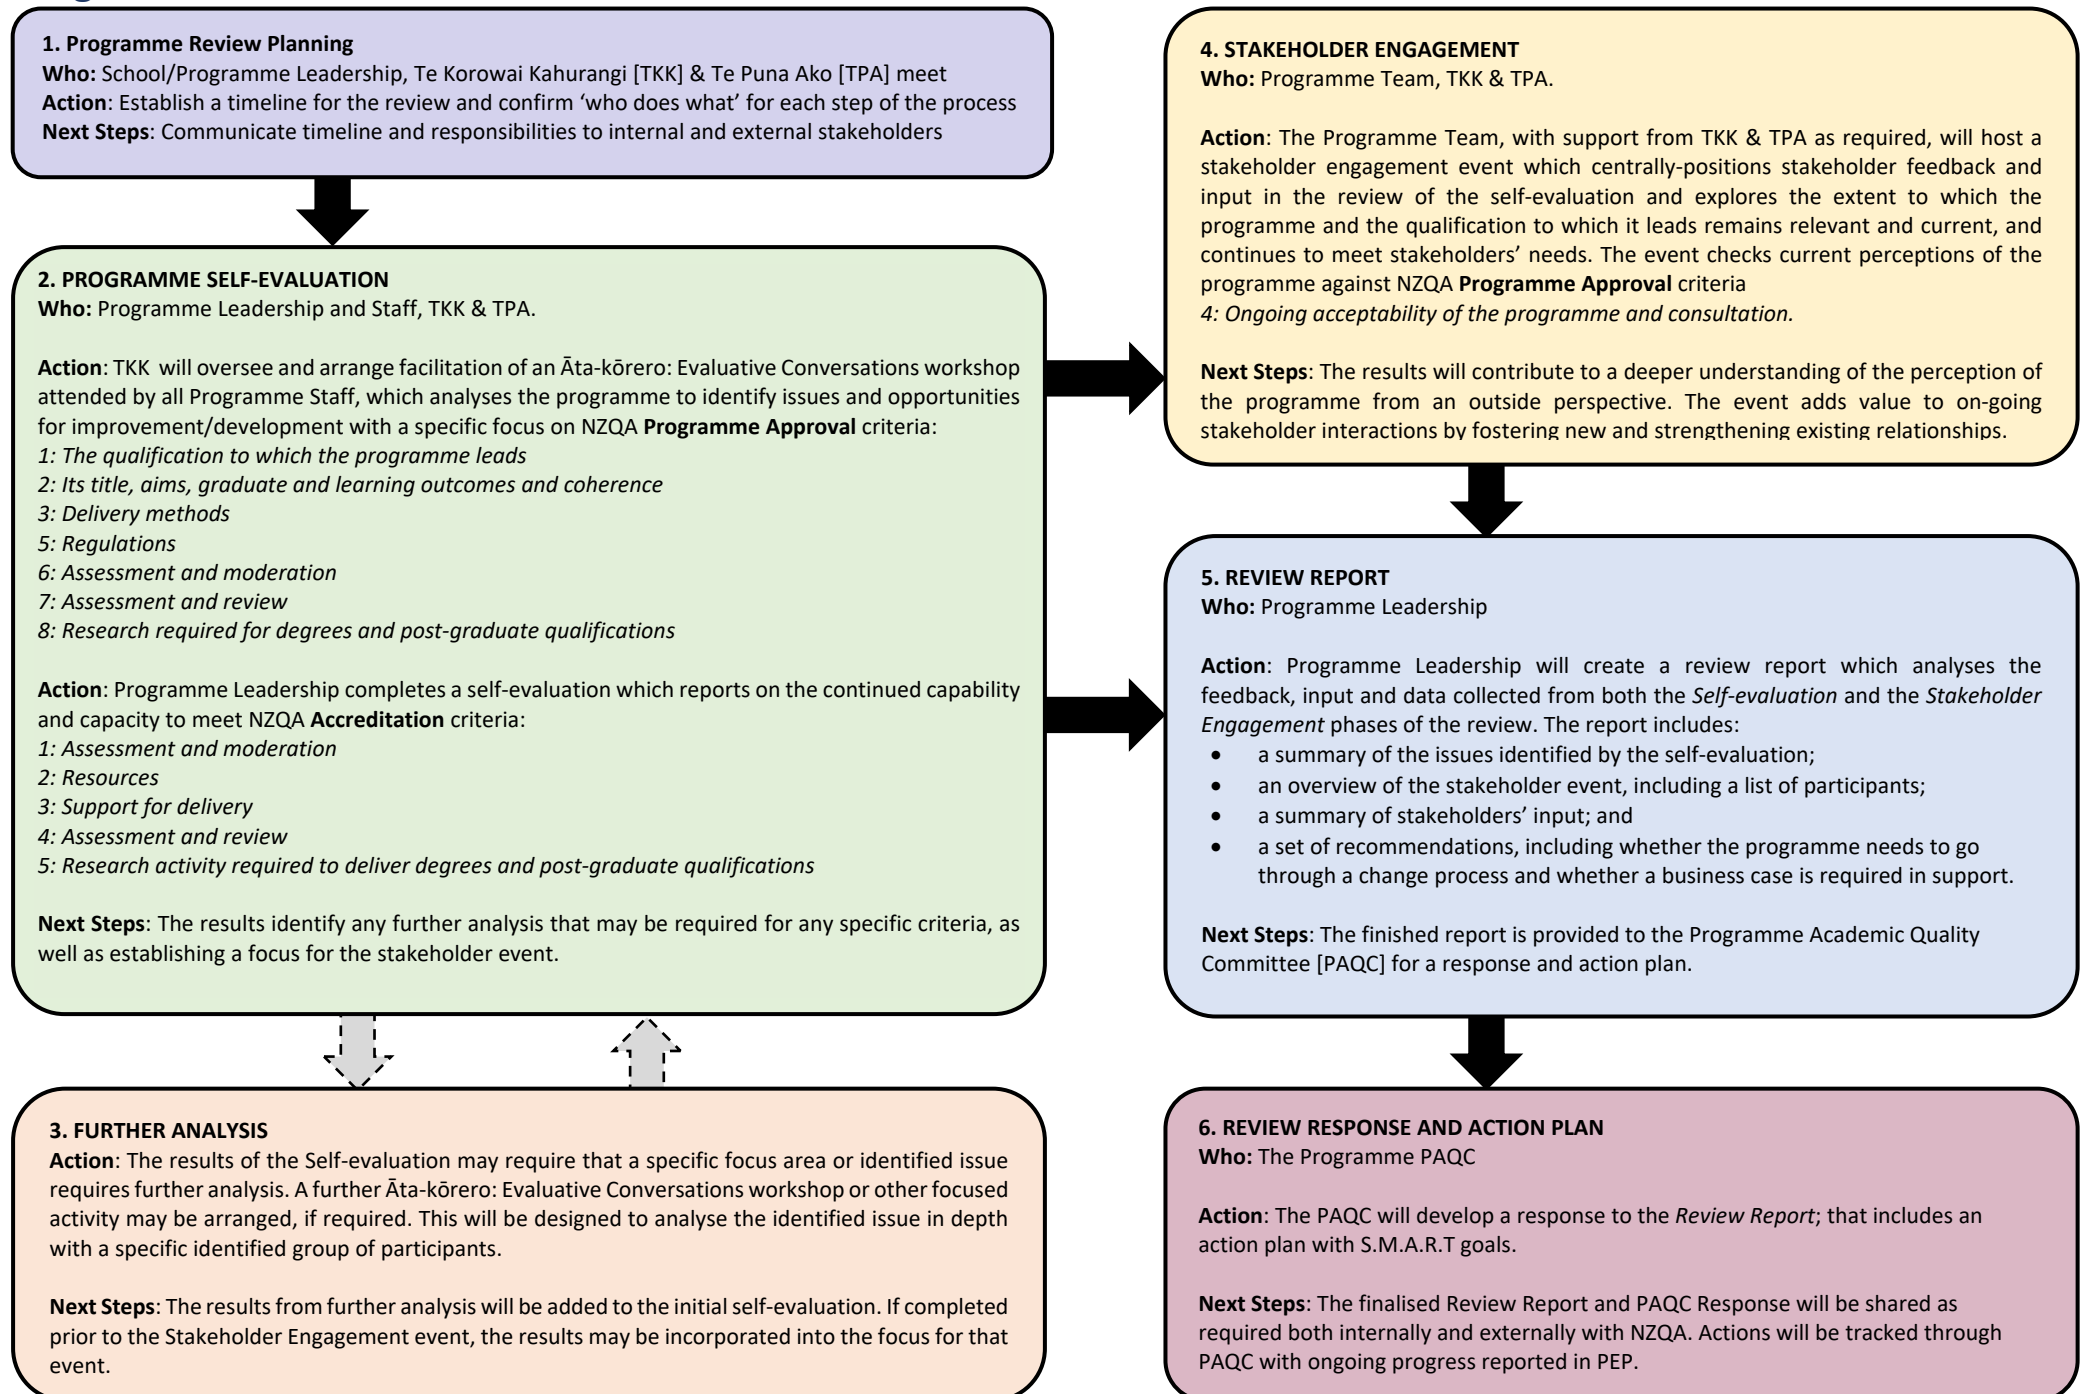 1. Programme Review Planning
Who: School/Programme Leadership, Te Korowai Kahurangi [TKK] & Te Puna Ako [TPA] meet
Action: Establish a timeline for the review and confirm ‘who does what’ for each step of the process
Next Steps: Communicate timeline and responsibilities to internal and external stakeholders
2. PROGRAMME SELF-EVALUATION
Who: Programme Leadership and Staff, TKK & TPA.
Action: TKK will oversee and arrange facilitation of an Āta-kōrero: Evaluative Conversations workshop
attended by all Programme Staff, which analyses the programme to identify issues and opportunities
for improvement/development with a specific focus on NZQA Programme Approval criteria:
1: The qualification to which the programme leads
2: Its title, aims, graduate and learning outcomes and coherence
3: Delivery methods
5: Regulations
6: Assessment and moderation
7: Assessment and review
8: Research required for degrees and post-graduate qualifications
Action: Programme Leadership completes a self-evaluation which reports on the continued capability
and capacity to meet NZQA Accreditation criteria:
1: Assessment and moderation
2: Resources
3: Support for delivery
4: Assessment and review
5: Research activity required to deliver degrees and post-graduate qualifications
Next Steps: The results identify any further analysis that may be required for any specific criteria, as
well as establishing a focus for the stakeholder event.
3. FURTHER ANALYSIS
Action: The results of the Self-evaluation may require that a specific focus area or identified issue
requires further analysis. A further Āta-kōrero: Evaluative Conversations workshop or other focused
activity may be arranged, if required. This will be designed to analyse the identified issue in depth
with a specific identified group of participants.
Next Steps: The results from further analysis will be added to the initial self-evaluation. If completed
prior to the Stakeholder Engagement event, the results may be incorporated into the focus for that
event.
4. STAKEHOLDER ENGAGEMENT
Who: Programme Team, TKK & TPA.
Action: The Programme Team, with support from TKK & TPA as required, will host a
stakeholder engagement event which centrally-positions stakeholder feedback and
input in the review of the self-evaluation and explores the extent to which the
programme and the qualification to which it leads remains relevant and current, and
continues to meet stakeholders’ needs. The event checks current perceptions of the
programme against NZQA Programme Approval criteria
4: Ongoing acceptability of the programme and consultation.
Next Steps: The results will contribute to a deeper understanding of the perception of
the programme from an outside perspective. The event adds value to on-going
stakeholder interactions by fostering new and strengthening existing relationships.
5. REVIEW REPORT
Who: Programme Leadership
Action: Programme Leadership will create a review report which analyses the
feedback, input and data collected from both the Self-evaluation and the Stakeholder
Engagement phases of the review. The report includes:
• a summary of the issues identified by the self-evaluation;
• an overview of the stakeholder event, including a list of participants;
• a summary of stakeholders’ input; and
• a set of recommendations, including whether the programme needs to go
through a change process and whether a business case is required in support.
Next Steps: The finished report is provided to the Programme Academic Quality
Committee [PAQC] for a response and action plan.
6. REVIEW RESPONSE AND ACTION PLAN
Who: The Programme PAQC
Action: The PAQC will develop a response to the Review Report; that includes an
action plan with S.M.A.R.T goals.
Next Steps: The finalised Review Report and PAQC Response will be shared as
required both internally and externally with NZQA. Actions will be tracked through
PAQC with ongoing progress reported in PEP.